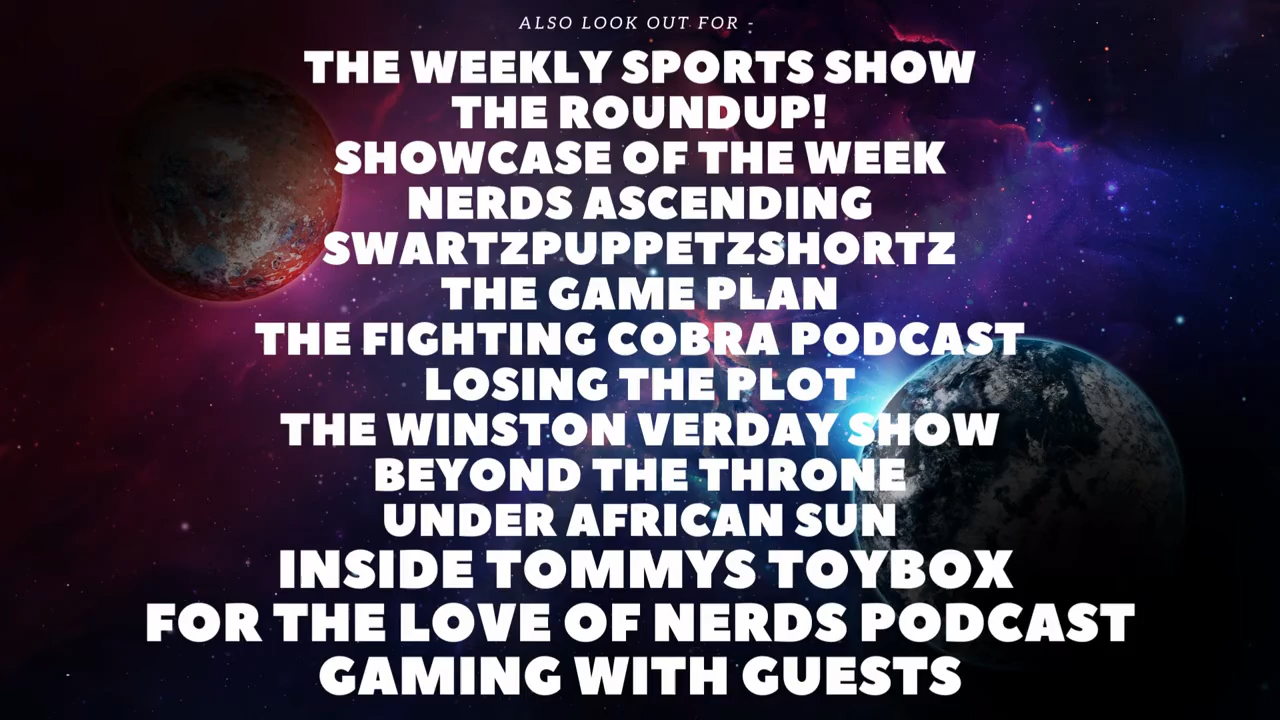 ALSO LOOK OUT FOR -
THE WEEKLY SPORTS SHOW
THE ROUNDUP!
SHOWCASE OF THE WEEK
NERDS ASCENDING
SWARTZPUPPETZSHORTZ
THE GAME PLAN
THE FIGHTING COBRA PODCAST
LOSING THE PLOT
THE WINSTON VERDAY SHOW
BEYOND THE THRONE
UNDER AFRICAN SUN
INSIDE TOMMYS TOYBOX
FOR THE LOVE OF NERDS PODCAST
GAMING WITH GUESTS